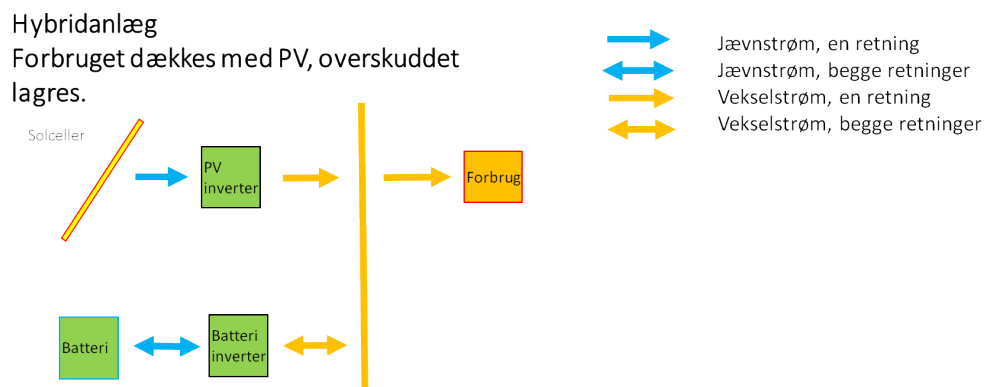 Hybridanlæg
Forbruget dækkes med PV, overskuddet
lagres.
Jævnstrøm, en retning
Jævnstrøm, begge retninger
Vekselstrøm, en retning
Vekselstrøm, begge retninger
Solceller
PV
inverter
Forbrug
Batteri
Batteri
inverter